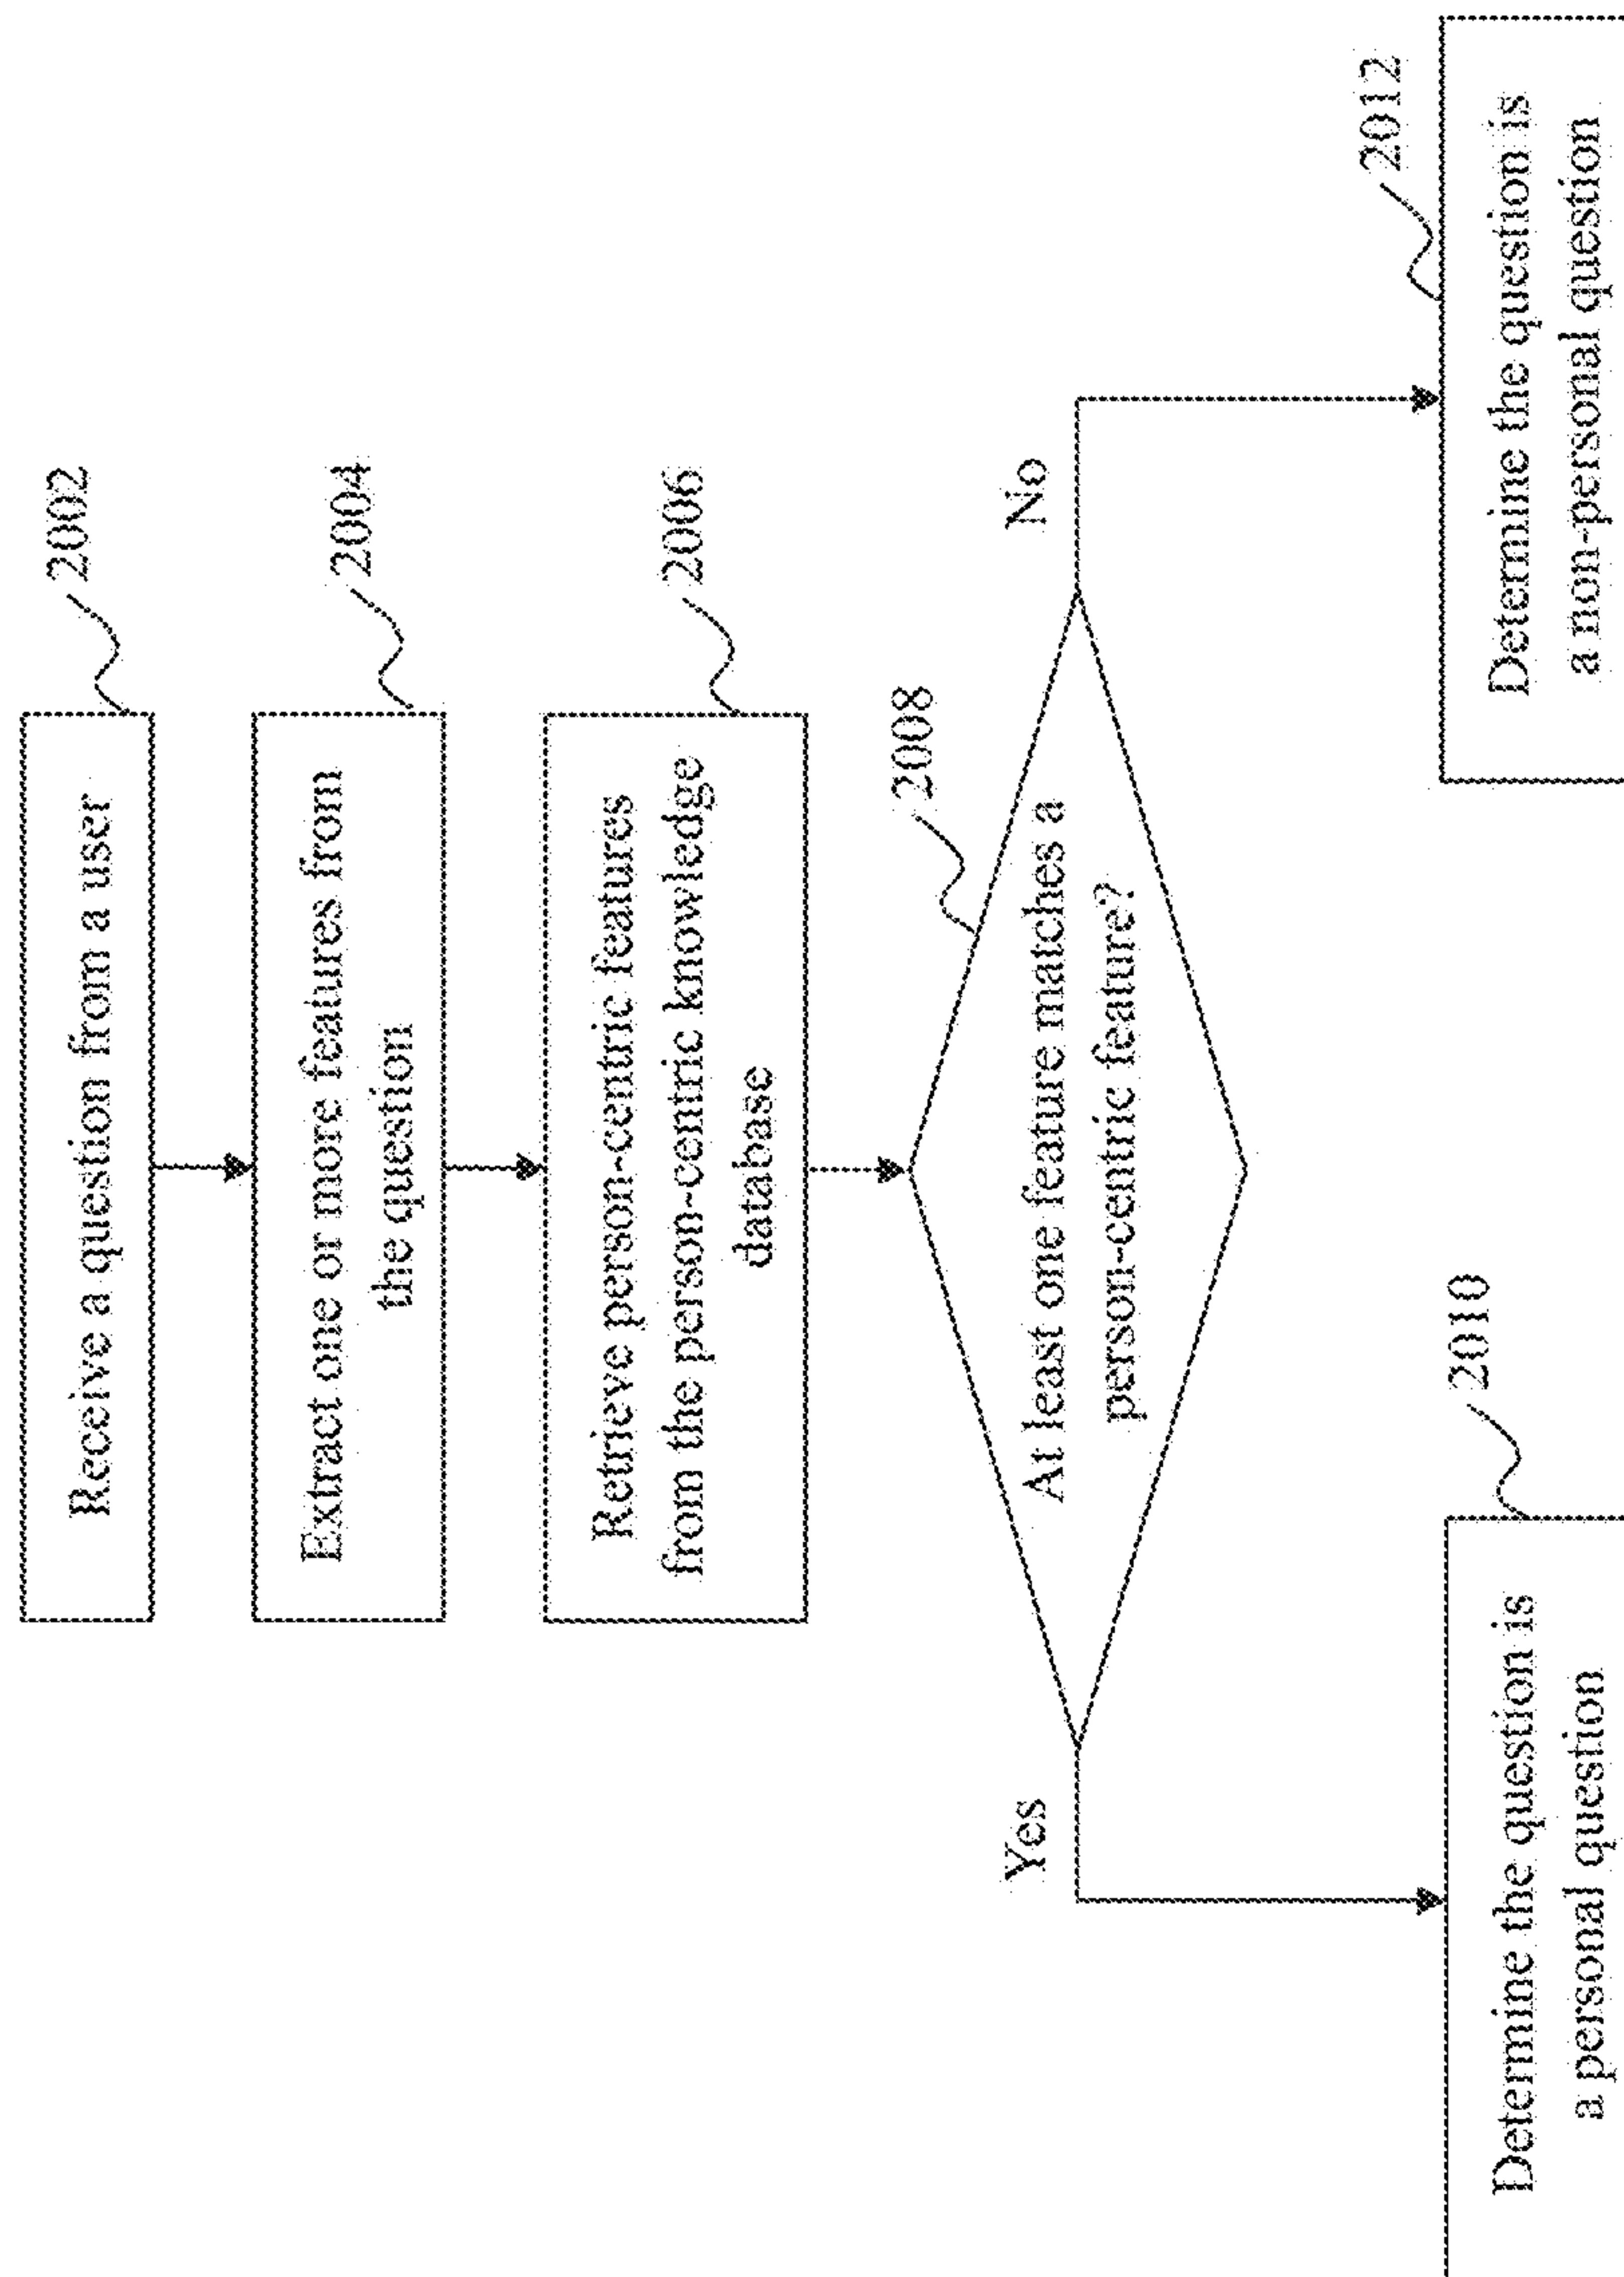 Receive a question from a user
2002
Extract one or more features from
the question
2004
Retrieve person-centric features
from the person-centric knowledge
database
2006
At least one feature matches a
person-centric feature?
2008
Yes
No
Determine the question is
a personal question
2010
Determine the question is
a non-personal question
2012